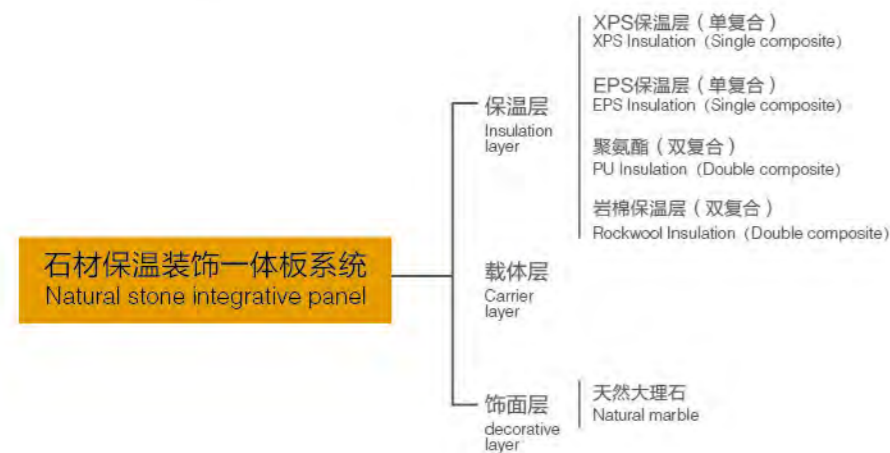 XPS保温层（单复合）
XPS Insulation（Single composite）
EPS保温层（单复合）
EPS Insulation（Single composite）
保温层
Insulation
layer
聚氨酯（双复合）
PU Insulation（Double composite）
岩棉保温层（双复合）
Rockwool Insulation（Double composite）
石材保温装饰一体板系统
Natural stone integrative panel
载体层
Carrier
layer
饰面层
decorative
layer
天然大理石
Natural marble